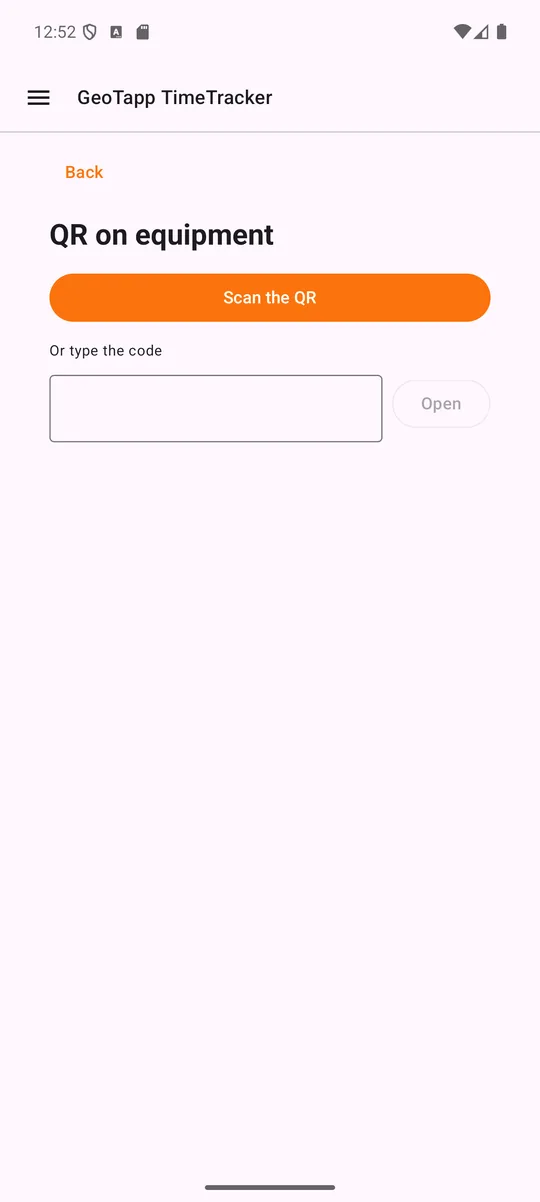 12:52
GeoTapp TimeTracker
Back
QR on equipment
Scan the QR
Or type the code
Open